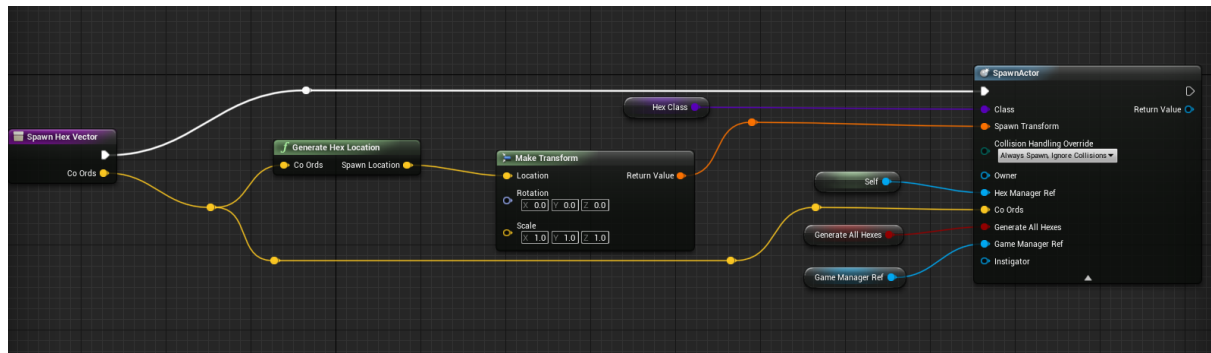 Spawn Hex Vector
Co Ords
Generate Hex Location
Co Ords Spawn Location
Make Transform
Location Return Value
Rotation
X 0.0 Y 0.0 Z 0.0
Scale
X 1.0 Y 1.0 Z 1.0
Hex Class
Self
Generate All Hexes
Game Manager Ref
SpawnActor
Class Return Value
Spawn Transform
Collision Handling Override
Always Spawn, Ignore Collisions
Owner
Hex Manager Ref
Co Ords
Generate All Hexes
Game Manager Ref
Instigator